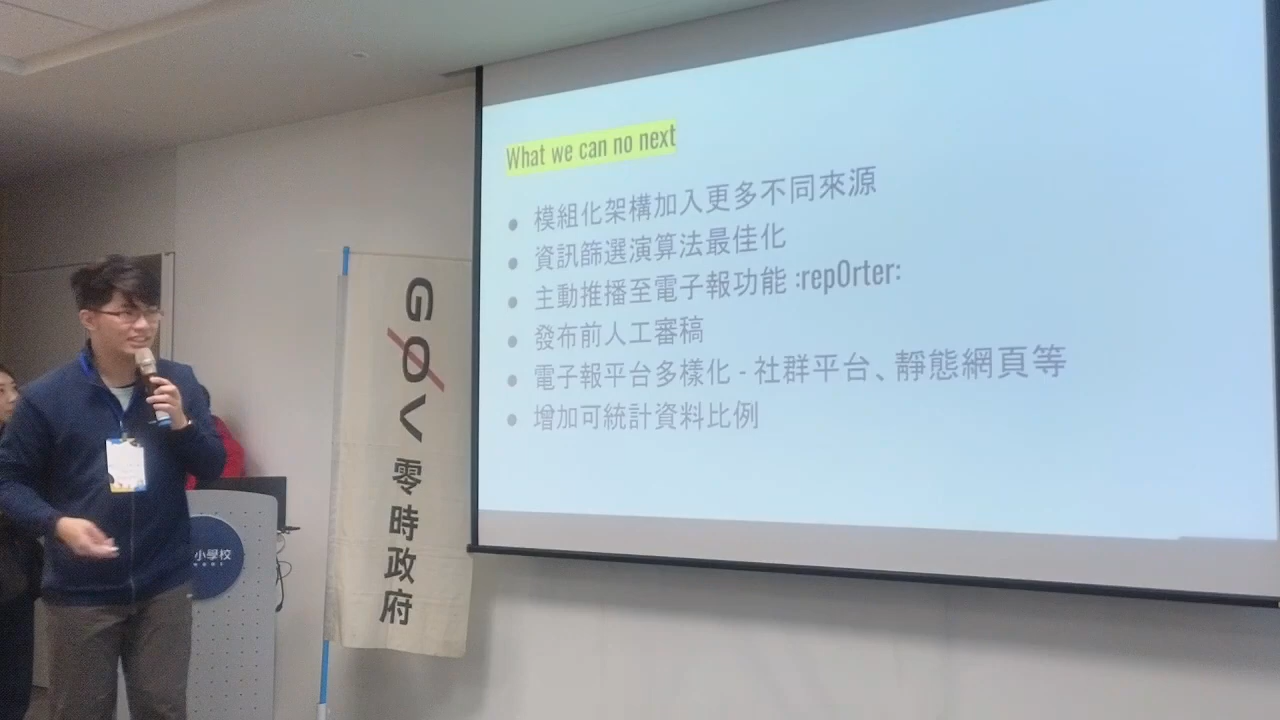 What we can no next
● 模組化架構加入更多不同來源
● 資訊篩選演算法最佳化
● 主動推播至電子報功能 :rep0rter:
● 發布前人工審稿
● 電子報平台多樣化 - 社群平台、靜態網頁等
● 增加可統計資料比例
G0V
零時政府
小學校